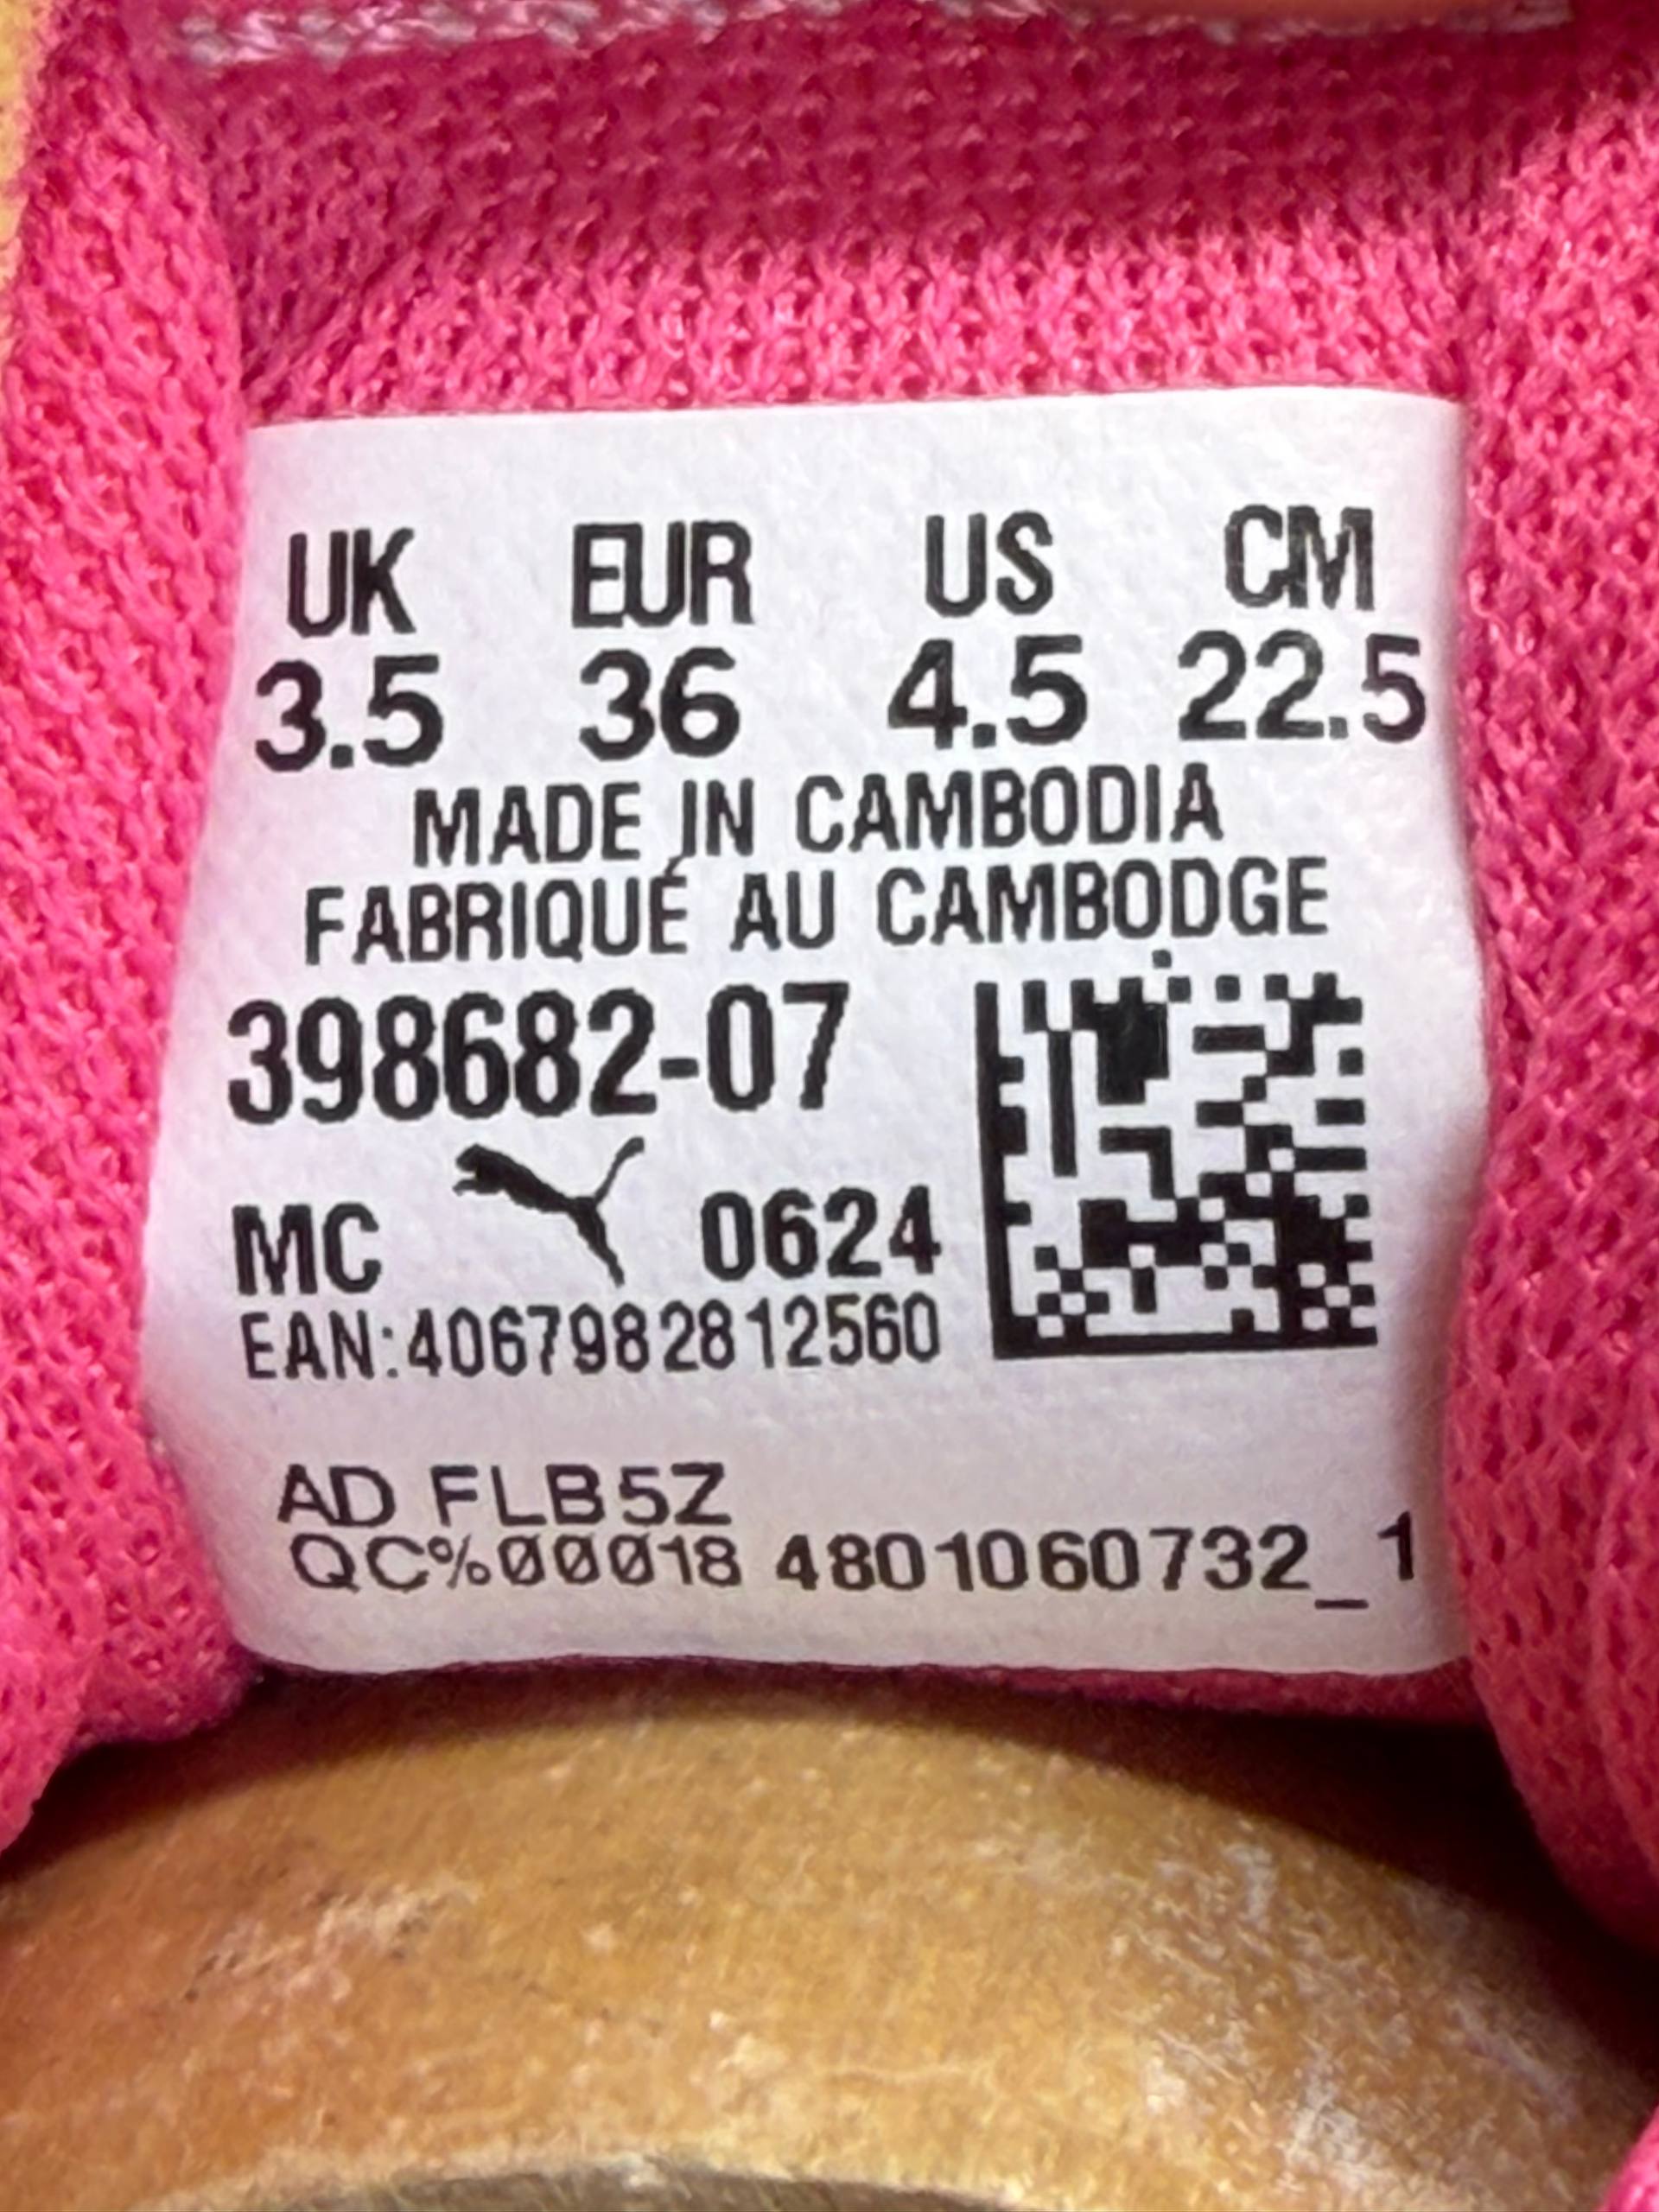 UK EUR US CM
3.5 36 4.5 22.5
MADE IN CAMBODIA
FABRIQUÉ AU CAMBODGE
398682-07
MC 0624
EAN:4067982812560
AD FLB5Z
QC%00018 4801060732_1